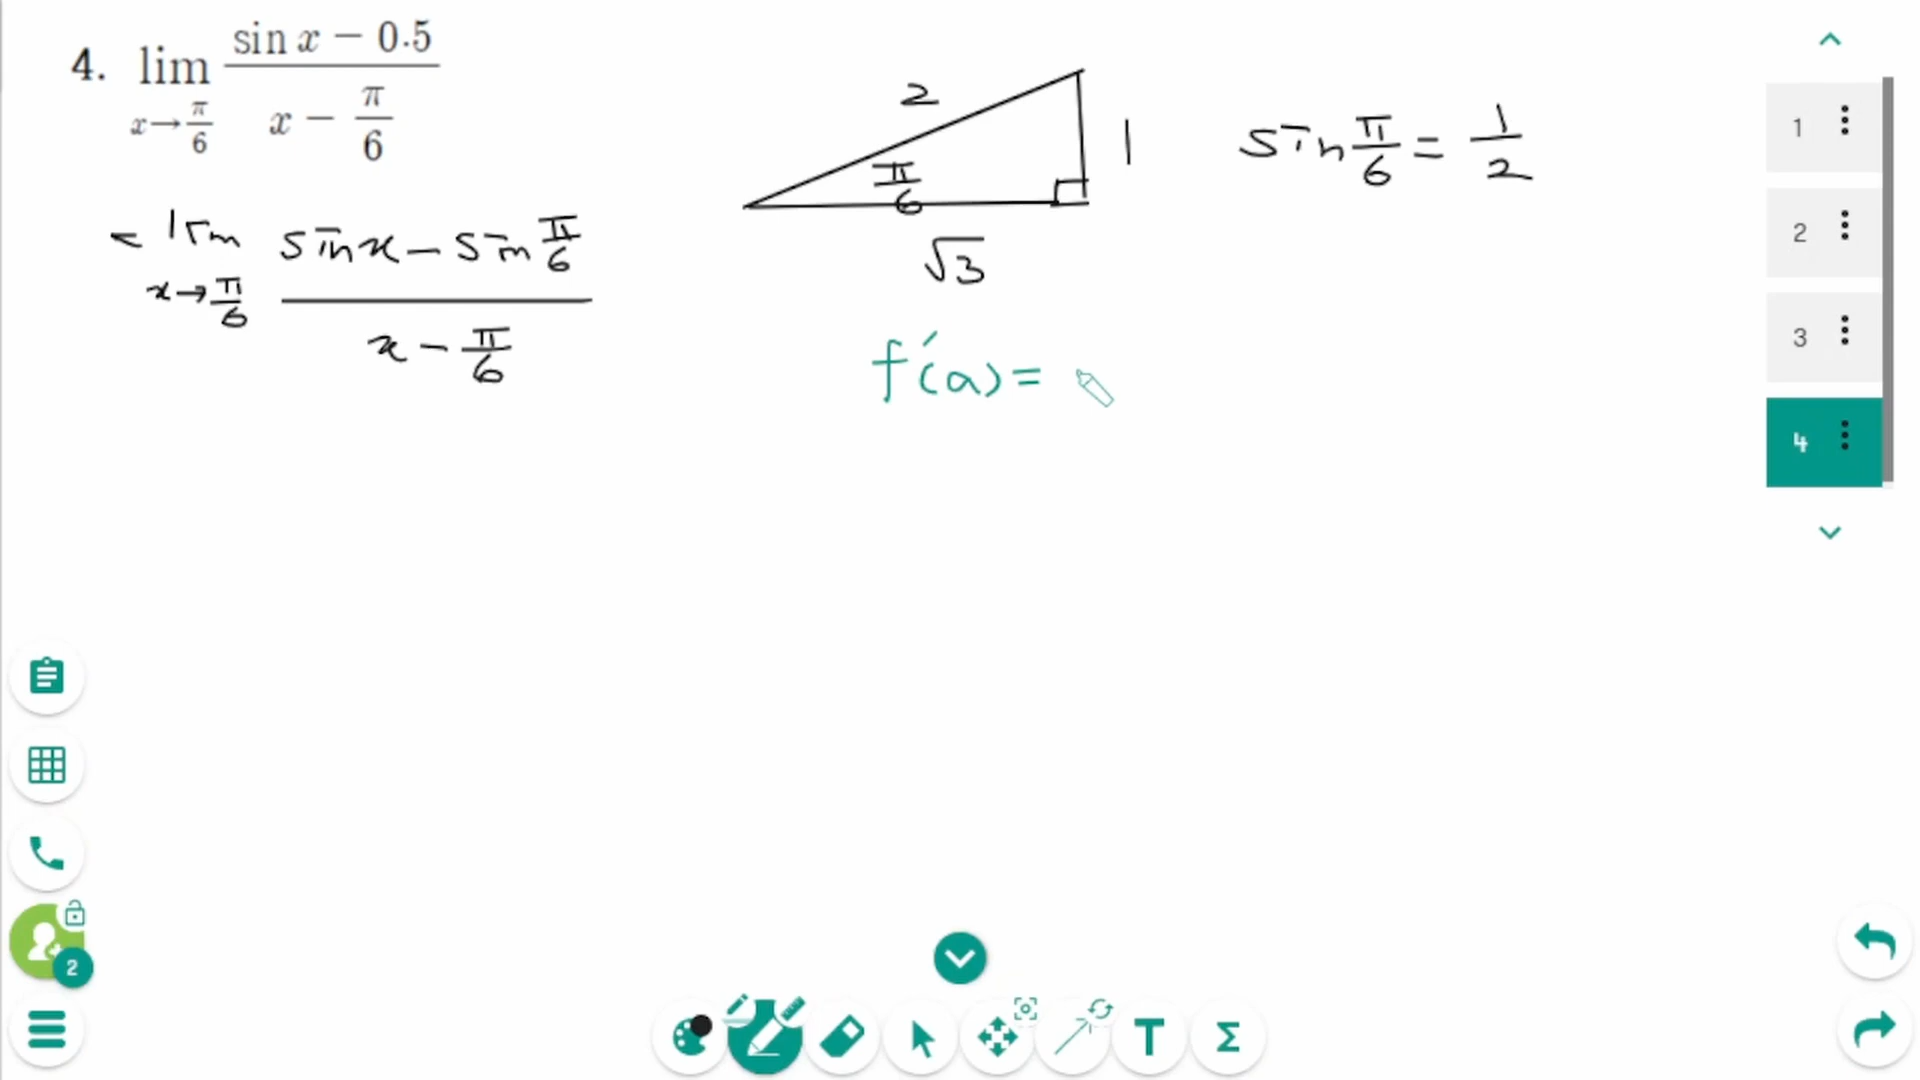 4. lim x→π/6 (sin x − 0.5)/(x − π/6)
2
π/6
1
√3
sin π/6 = 1/2
= lim x→π/6 (sin x − sin π/6)/(x − π/6)
f'(a) =
1
2
3
4
2
T
Σ